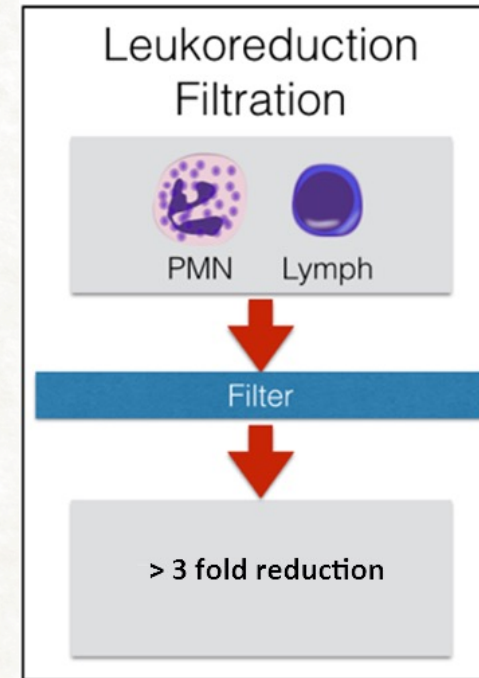 Leukoreduction
Filtration
PMN Lymph
Filter
> 3 fold reduction